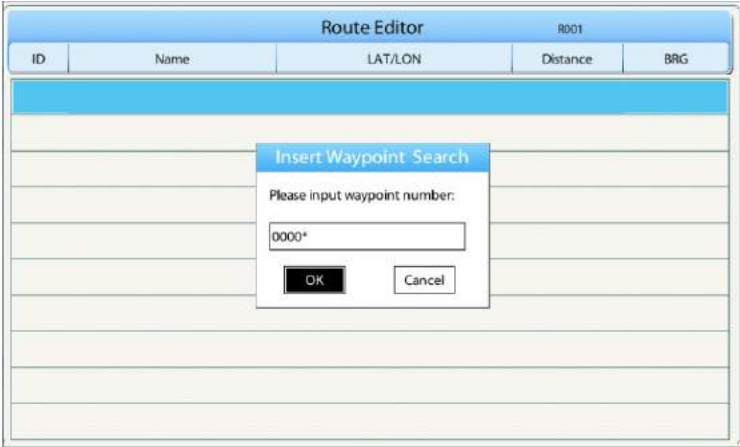 Route Editor R001
ID Name LAT/LON Distance BRG
Insert Waypoint Search
Please input waypoint number:
0000*
OK Cancel